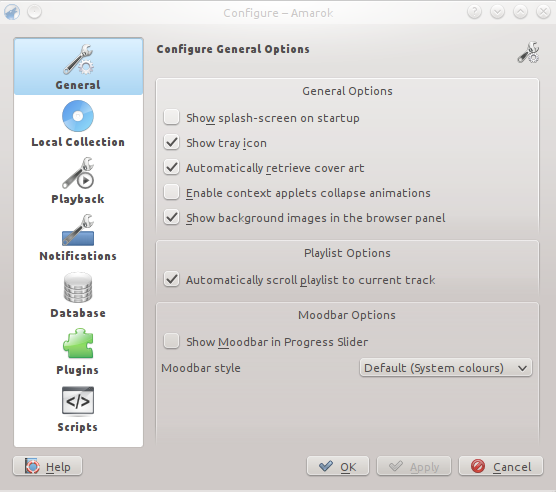 Configure – Amarok
General
Local Collection
Playback
Notifications
Database
Plugins
Scripts
Configure General Options
General Options
Show splash-screen on startup
Show tray icon
Automatically retrieve cover art
Enable context applets collapse animations
Show background images in the browser panel
Playlist Options
Automatically scroll playlist to current track
Moodbar Options
Show Moodbar in Progress Slider
Moodbar style Default (System colours)
Help OK Apply Cancel